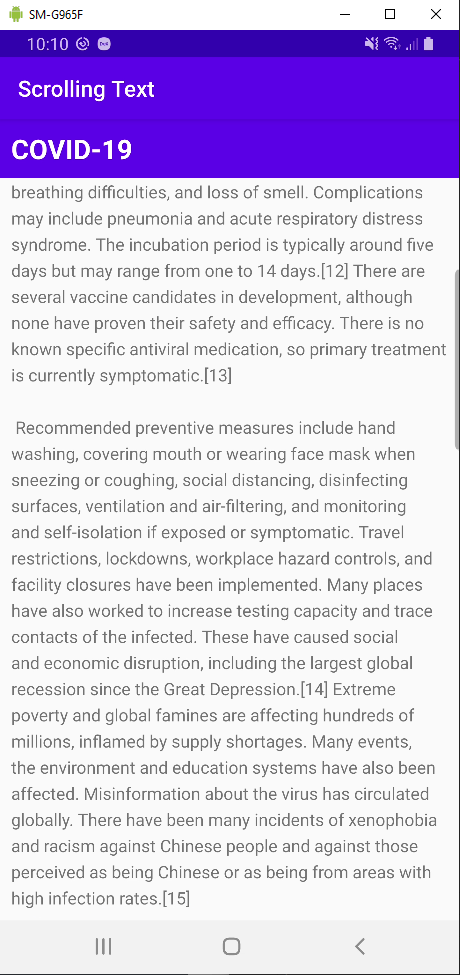 SM-G965F
10:10
Scrolling Text
COVID-19
breathing difficulties, and loss of smell. Complications
may include pneumonia and acute respiratory distress
syndrome. The incubation period is typically around five
days but may range from one to 14 days.[12] There are
several vaccine candidates in development, although
none have proven their safety and efficacy. There is no
known specific antiviral medication, so primary treatment
is currently symptomatic.[13]
Recommended preventive measures include hand
washing, covering mouth or wearing face mask when
sneezing or coughing, social distancing, disinfecting
surfaces, ventilation and air-filtering, and monitoring
and self-isolation if exposed or symptomatic. Travel
restrictions, lockdowns, workplace hazard controls, and
facility closures have been implemented. Many places
have also worked to increase testing capacity and trace
contacts of the infected. These have caused social
and economic disruption, including the largest global
recession since the Great Depression.[14] Extreme
poverty and global famines are affecting hundreds of
millions, inflamed by supply shortages. Many events,
the environment and education systems have also been
affected. Misinformation about the virus has circulated
globally. There have been many incidents of xenophobia
and racism against Chinese people and against those
perceived as being Chinese or as being from areas with
high infection rates.[15]